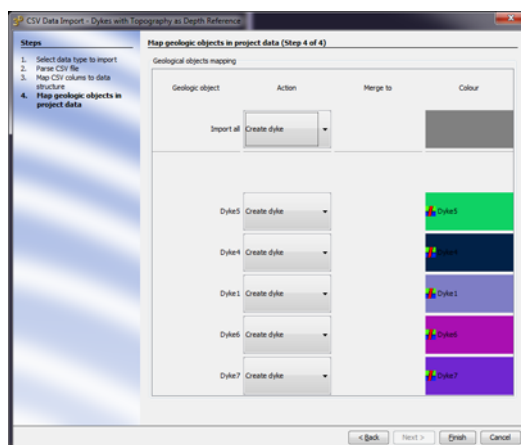 CSV Data Import - Dykes with Topography as Depth Reference
Steps
1. Select data type to import
2. Parse CSV file
3. Map CSV colums to data
structure
4. Map geologic objects in
project data
Map geologic objects in project data (Step 4 of 4)
Geological objects mapping
Geologic object Action Merge to Colour
Import all Create dyke
Dyke5 Create dyke Dyke5
Dyke4 Create dyke Dyke4
Dyke1 Create dyke Dyke1
Dyke6 Create dyke Dyke6
Dyke7 Create dyke Dyke7
< Back Next > Finish Cancel